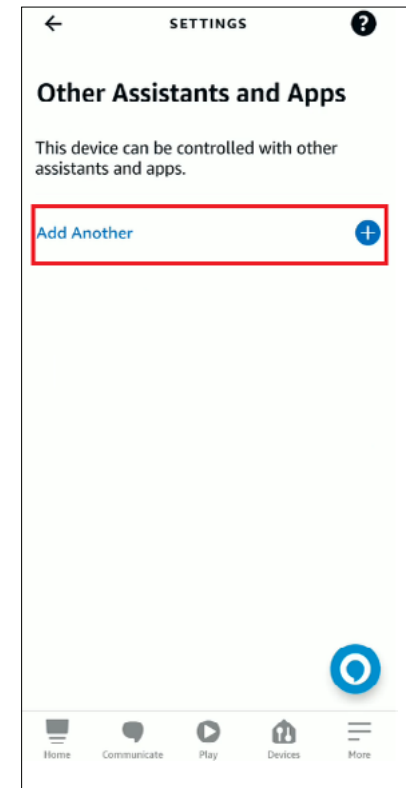 SETTINGS
Other Assistants and Apps
This device can be controlled with other
assistants and apps.
Add Another
Home Communicate Play Devices More